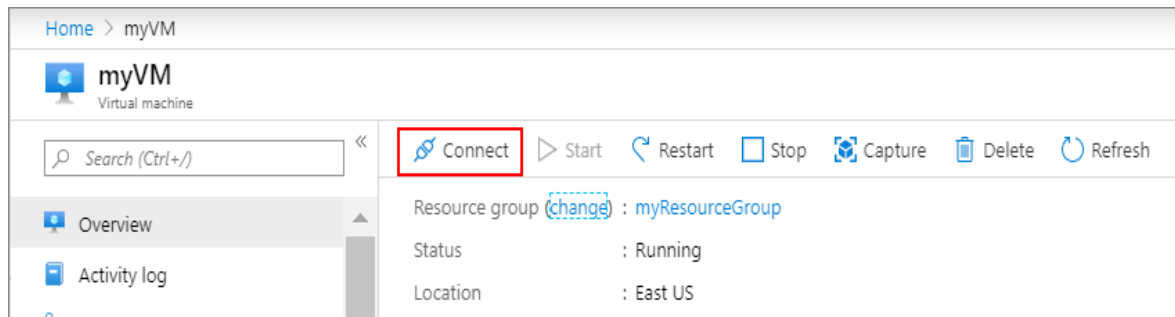 Home > myVM
myVM
Virtual machine
Search (Ctrl+/)
«
Overview
Activity log
Connect Start Restart Stop Capture Delete Refresh
Resource group (change) : myResourceGroup
Status : Running
Location : East US